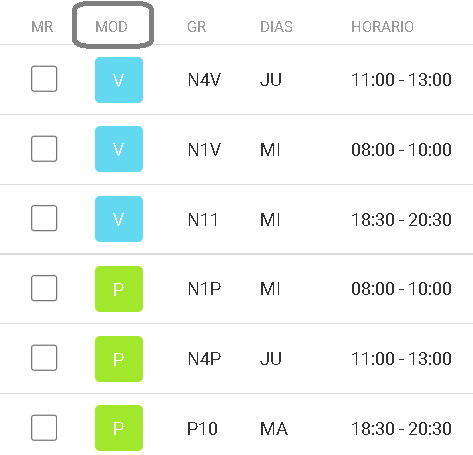 MR MOD GR DIAS HORARIO
V N4V JU 11:00 - 13:00
V N1V MI 08:00 - 10:00
V N11 MI 18:30 - 20:30
P N1P MI 08:00 - 10:00
P N4P JU 11:00 - 13:00
P P10 MA 18:30 - 20:30